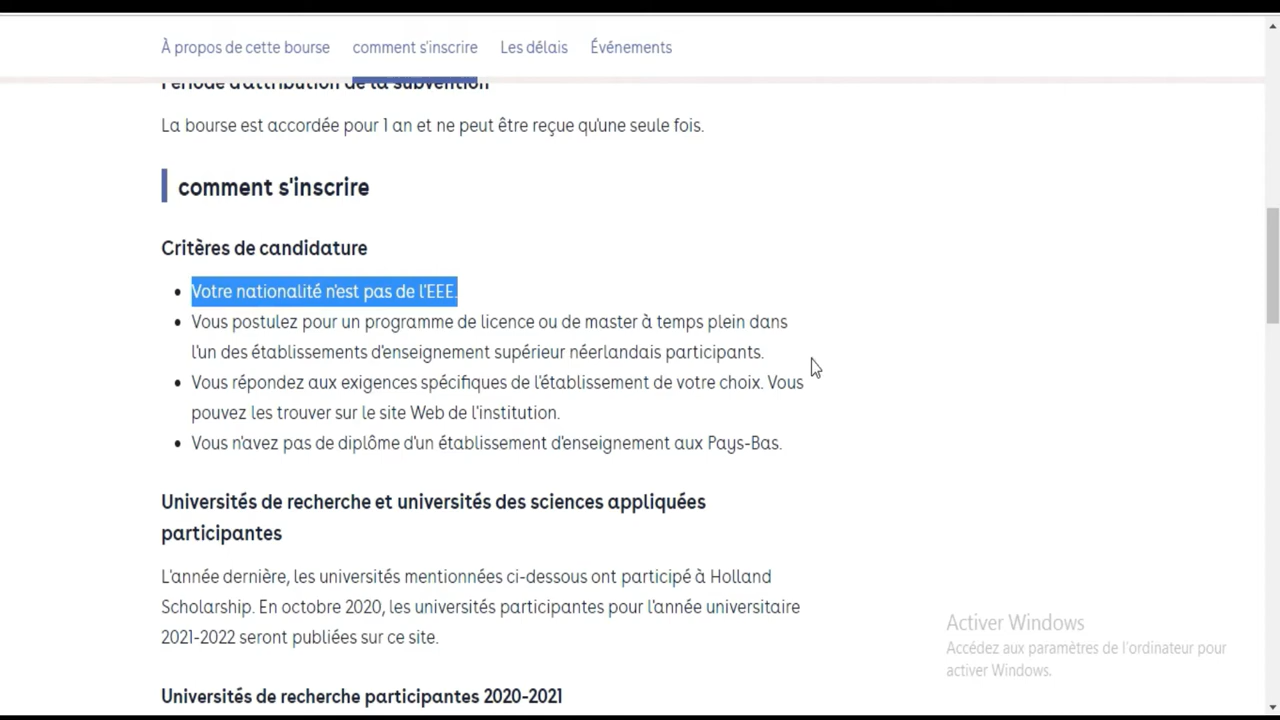 À propos de cette bourse comment s'inscrire Les délais Événements
Période d'attribution de la subvention
La bourse est accordée pour 1 an et ne peut être reçue qu'une seule fois.
comment s'inscrire
Critères de candidature
Votre nationalité n'est pas de l'EEE.
Vous postulez pour un programme de licence ou de master à temps plein dans
l'un des établissements d'enseignement supérieur néerlandais participants.
Vous répondez aux exigences spécifiques de l'établissement de votre choix. Vous
pouvez les trouver sur le site Web de l'institution.
Vous n'avez pas de diplôme d'un établissement d'enseignement aux Pays-Bas.
Universités de recherche et universités des sciences appliquées
participantes
L'année dernière, les universités mentionnées ci-dessous ont participé à Holland
Scholarship. En octobre 2020, les universités participantes pour l'année universitaire
2021-2022 seront publiées sur ce site.
Activer Windows
Accédez aux paramètres de l'ordinateur pour
activer Windows.
Universités de recherche participantes 2020-2021